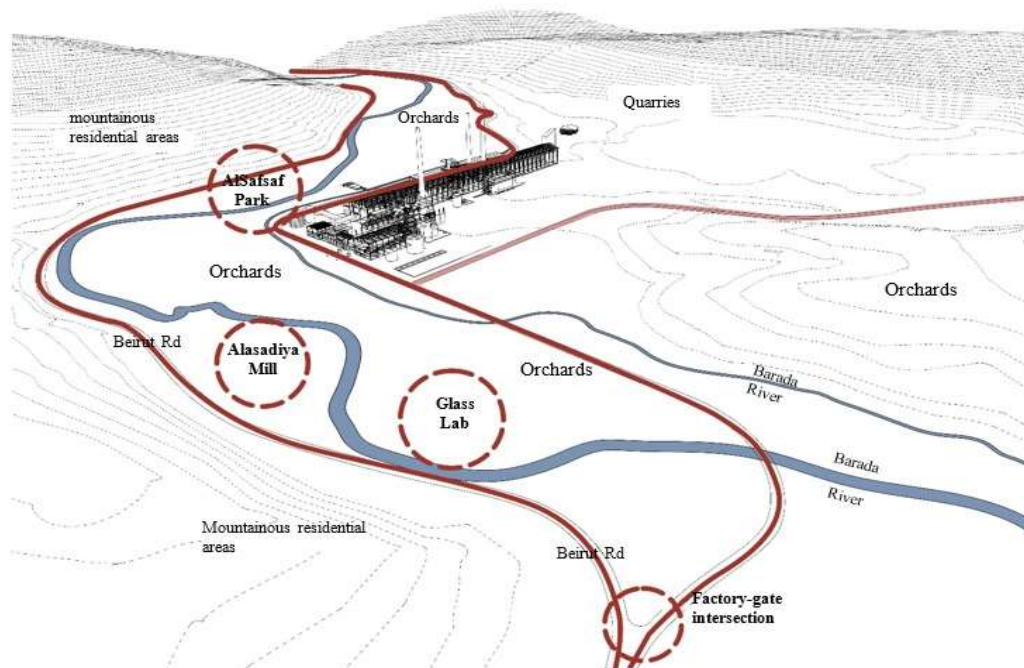 Quarries
mountainous
residential areas
Orchards
AlSafsaf
Park
Orchards
Orchards
Beirut Rd
Alasadiya
Mill
Orchards
Barada
River
Glass
Lab
Barada
River
Mountainous residential
areas
Beirut Rd
Factory-gate
intersection